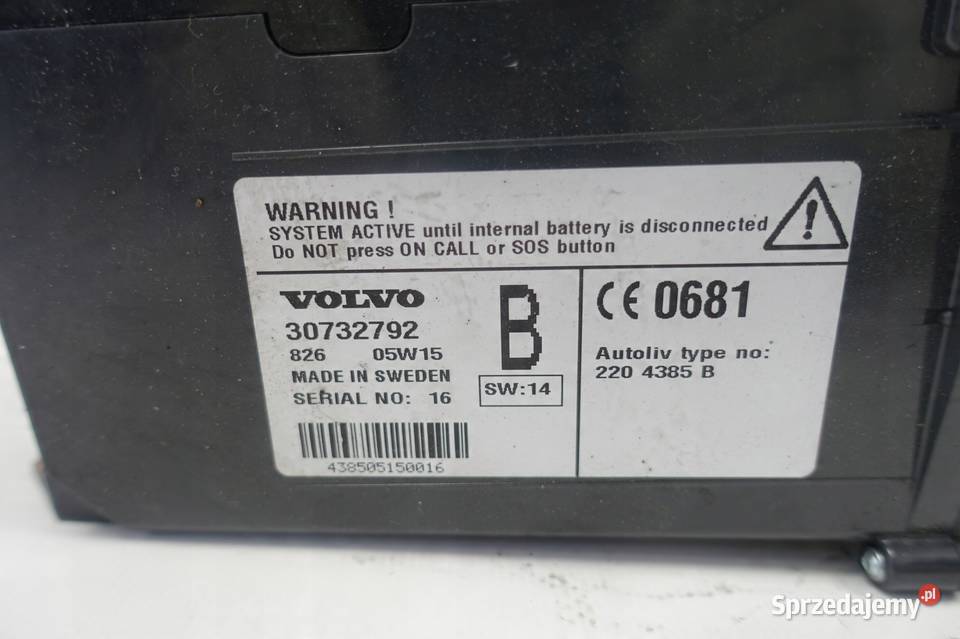 WARNING !
SYSTEM ACTIVE until internal battery is disconnected
Do NOT press ON CALL or SOS button
VOLVO
30732792
826 05W15
MADE IN SWEDEN
SERIAL NO: 16
B
SW:14
438505150016
CE 0681
Autoliv type no:
220 4385 B
Sprzedajemy.pl